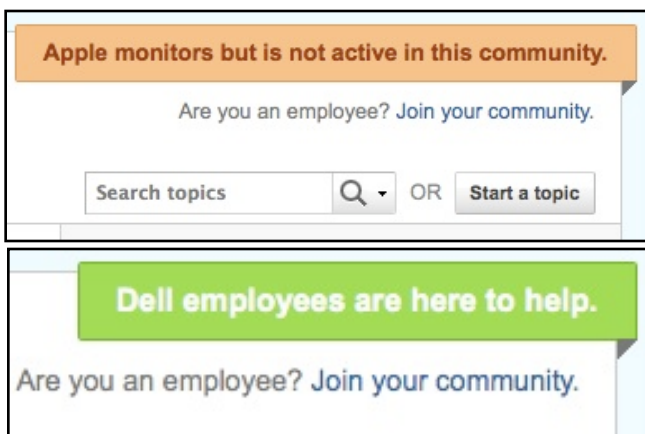 Apple monitors but is not active in this community.
Are you an employee? Join your community.
Search topics OR Start a topic
Dell employees are here to help.
Are you an employee? Join your community.